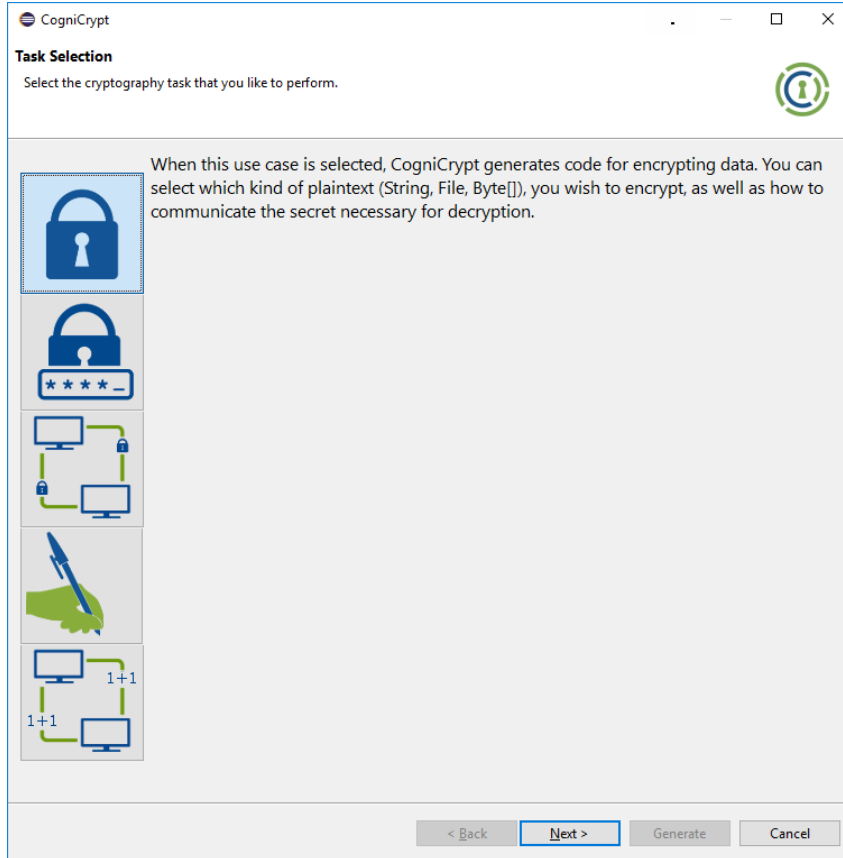 CogniCrypt
Task Selection
Select the cryptography task that you like to perform.
When this use case is selected, CogniCrypt generates code for encrypting data. You can
select which kind of plaintext (String, File, Byte[]), you wish to encrypt, as well as how to
communicate the secret necessary for decryption.
* * * * _
1+1
1+1
< Back Next > Generate Cancel